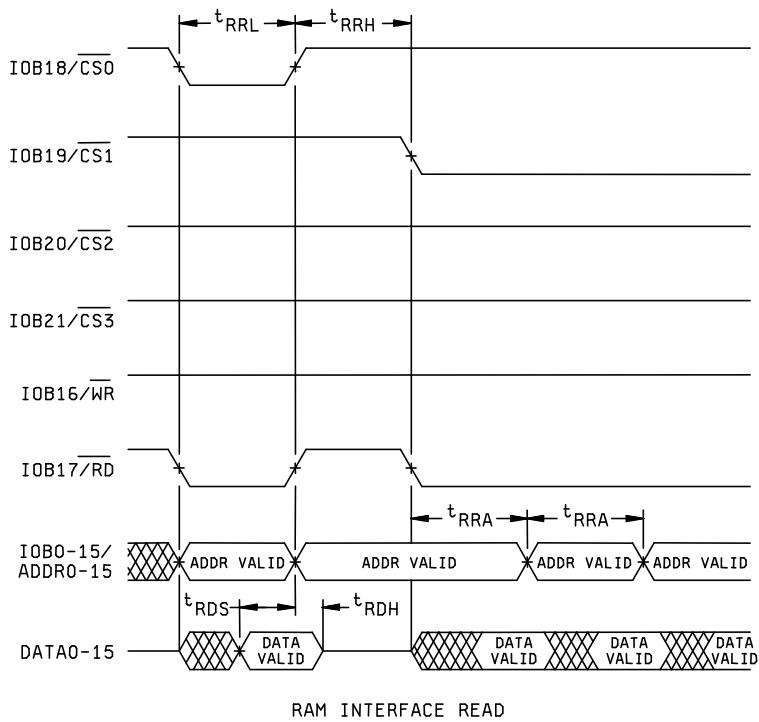 tRRL tRRH
IOB18/CS0
IOB19/CS1
IOB20/CS2
IOB21/CS3
IOB16/WR
IOB17/RD
tRRA tRRA
IOB0-15/
ADDR0-15
ADDR VALID ADDR VALID ADDR VALID ADDR VALID
tRDS tRDH
DATA0-15
DATA
VALID
DATA
VALID
DATA
VALID
DATA
VALID
RAM INTERFACE READ